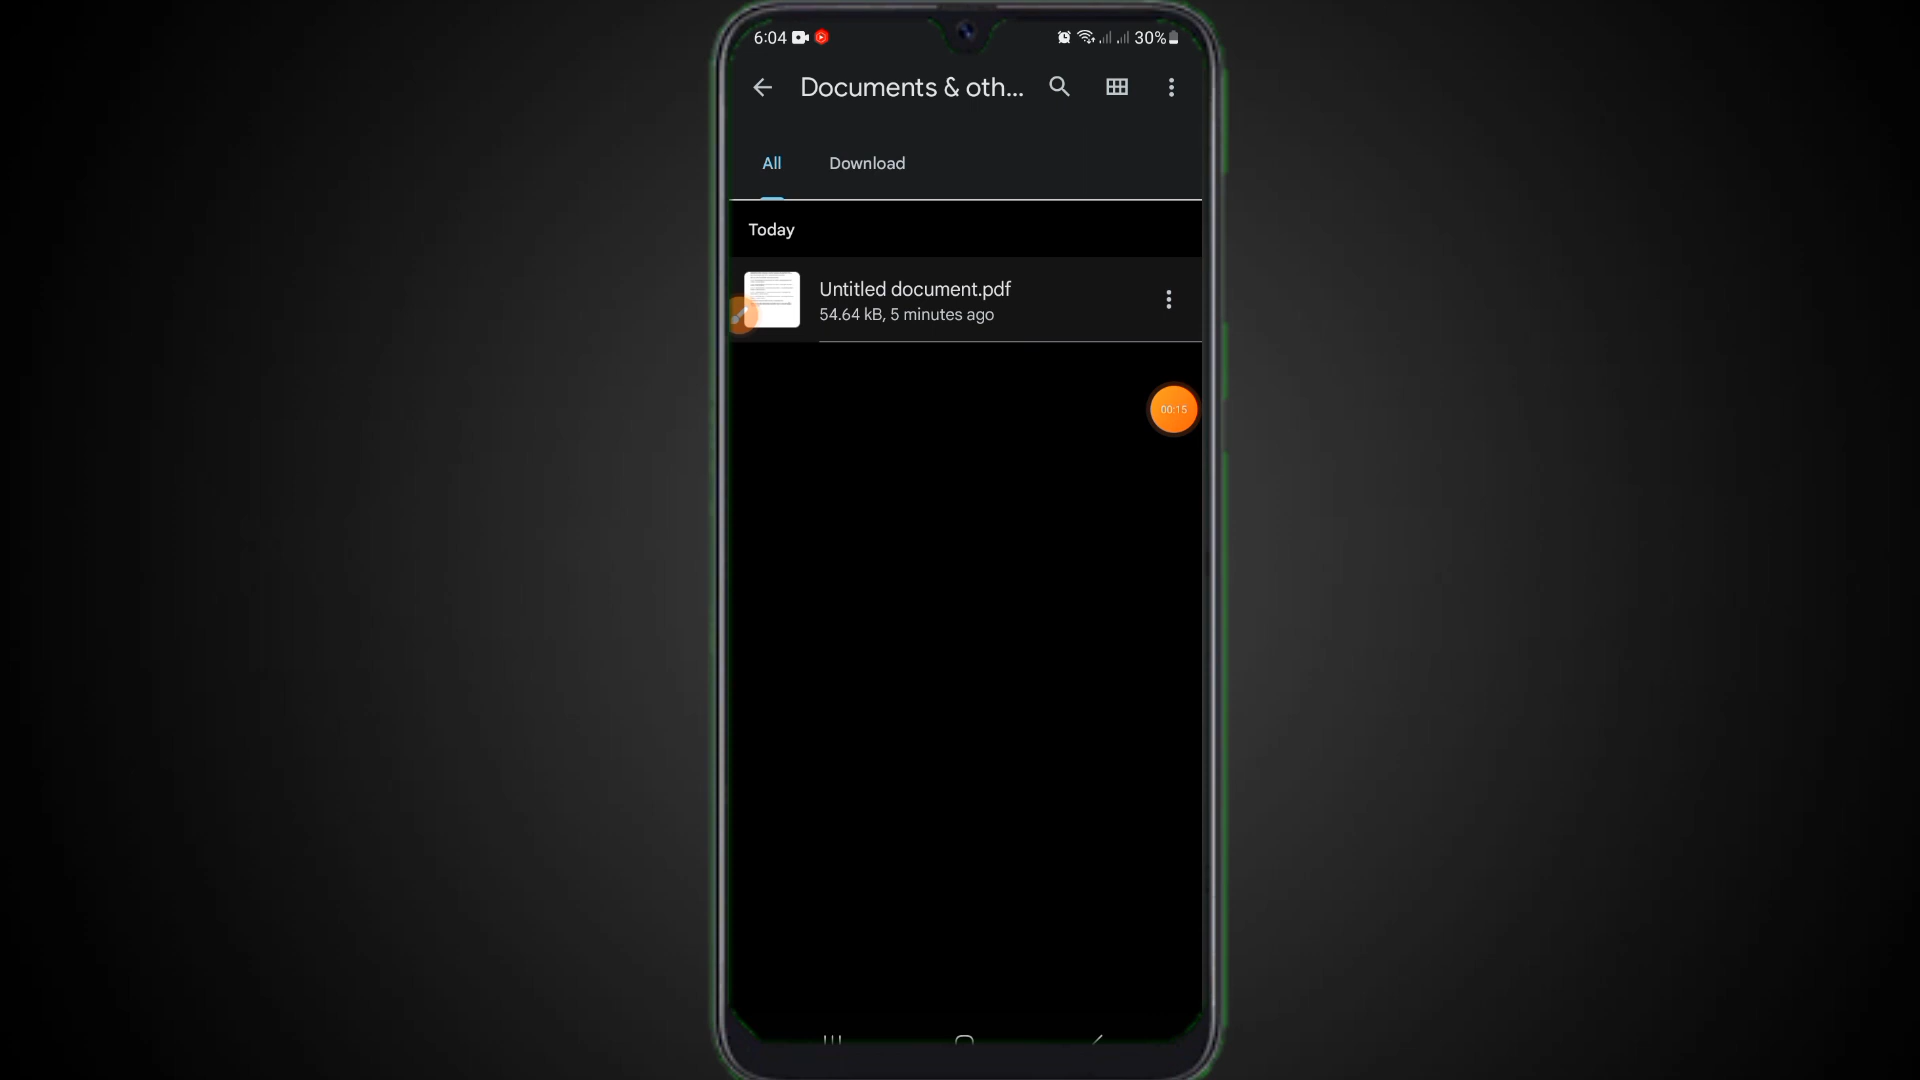 6:04
30%
Documents & oth...
All
Download
Today
Untitled document.pdf
54.64 kB, 5 minutes ago
00:15